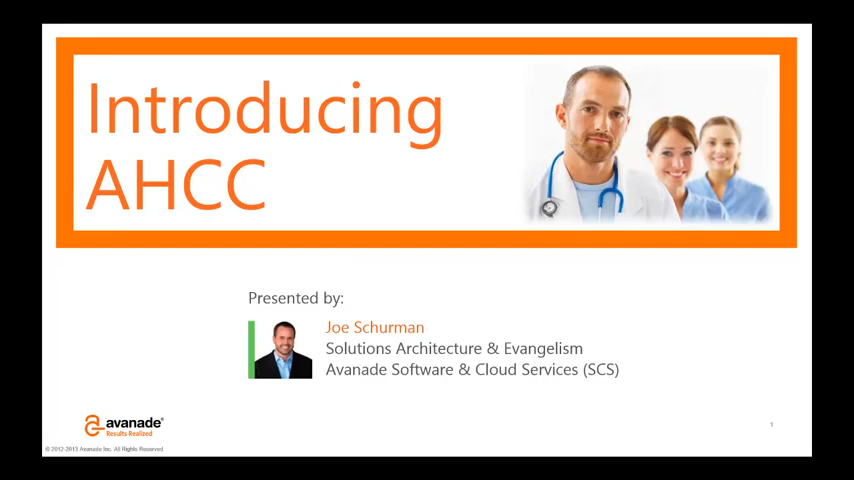 Introducing
AHCC
Presented by:
Joe Schurman
Solutions Architecture & Evangelism
Avanade Software & Cloud Services (SCS)
avanade®
Results Realized
1
© 2012-2013 Avanade Inc. All Rights Reserved.